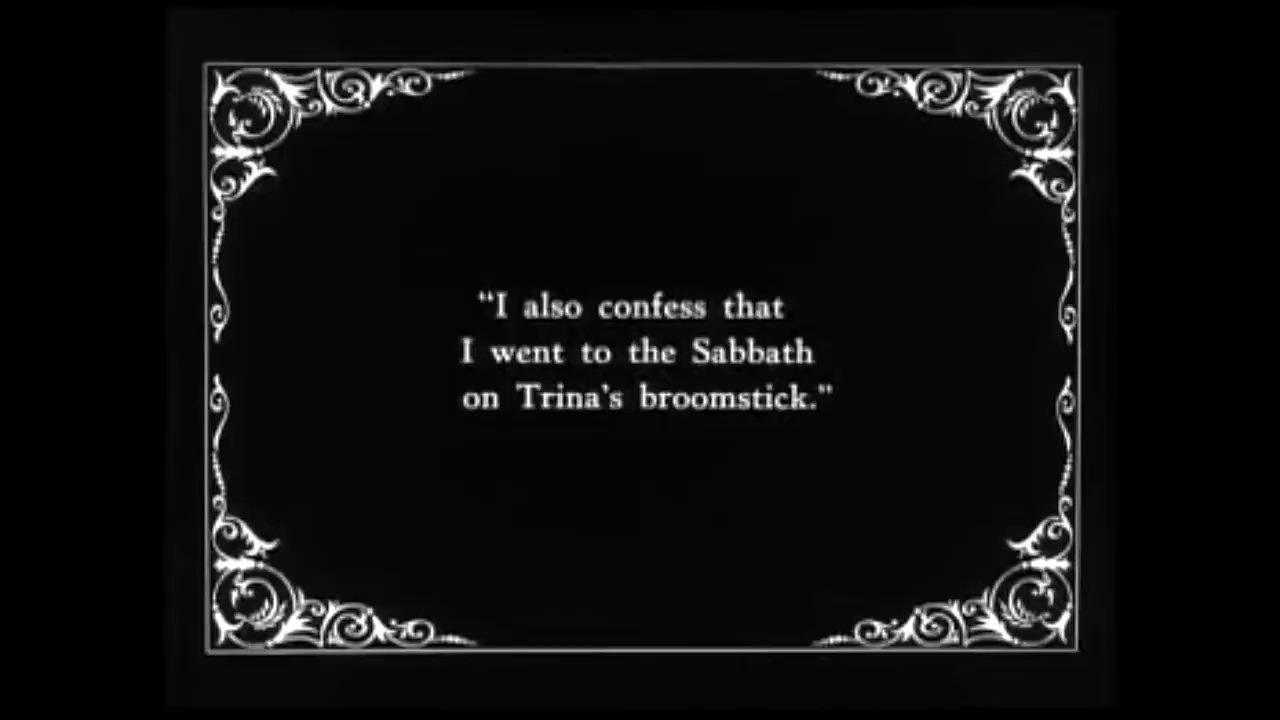 “I also confess that
I went to the Sabbath
on Trina’s broomstick.”